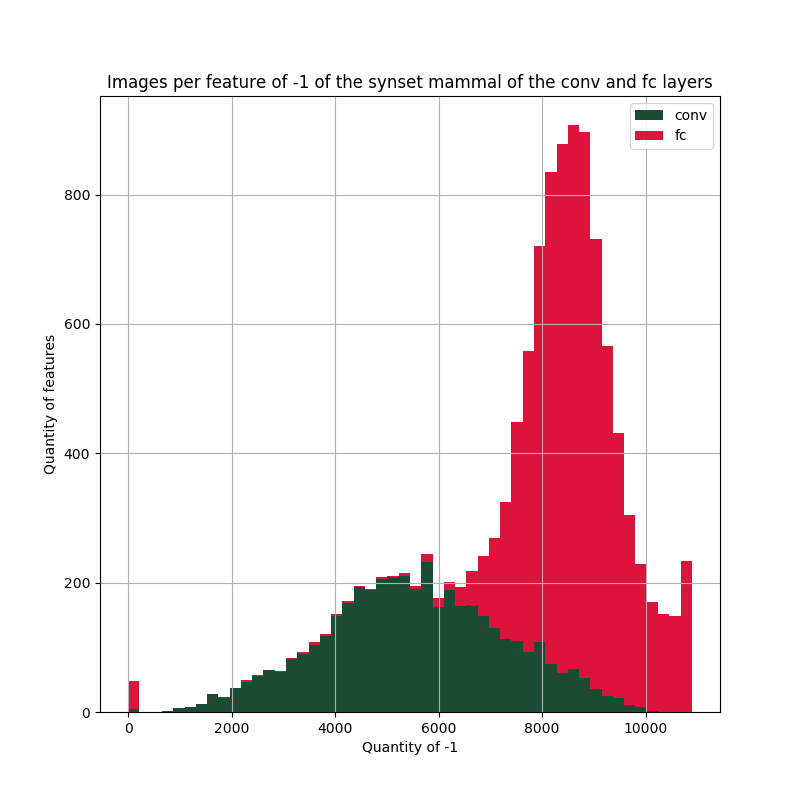 Images per feature of -1 of the synset mammal of the conv and fc layers
conv
fc
800
600
400
200
0
Quantity of features
0 2000 4000 6000 8000 10000
Quantity of -1